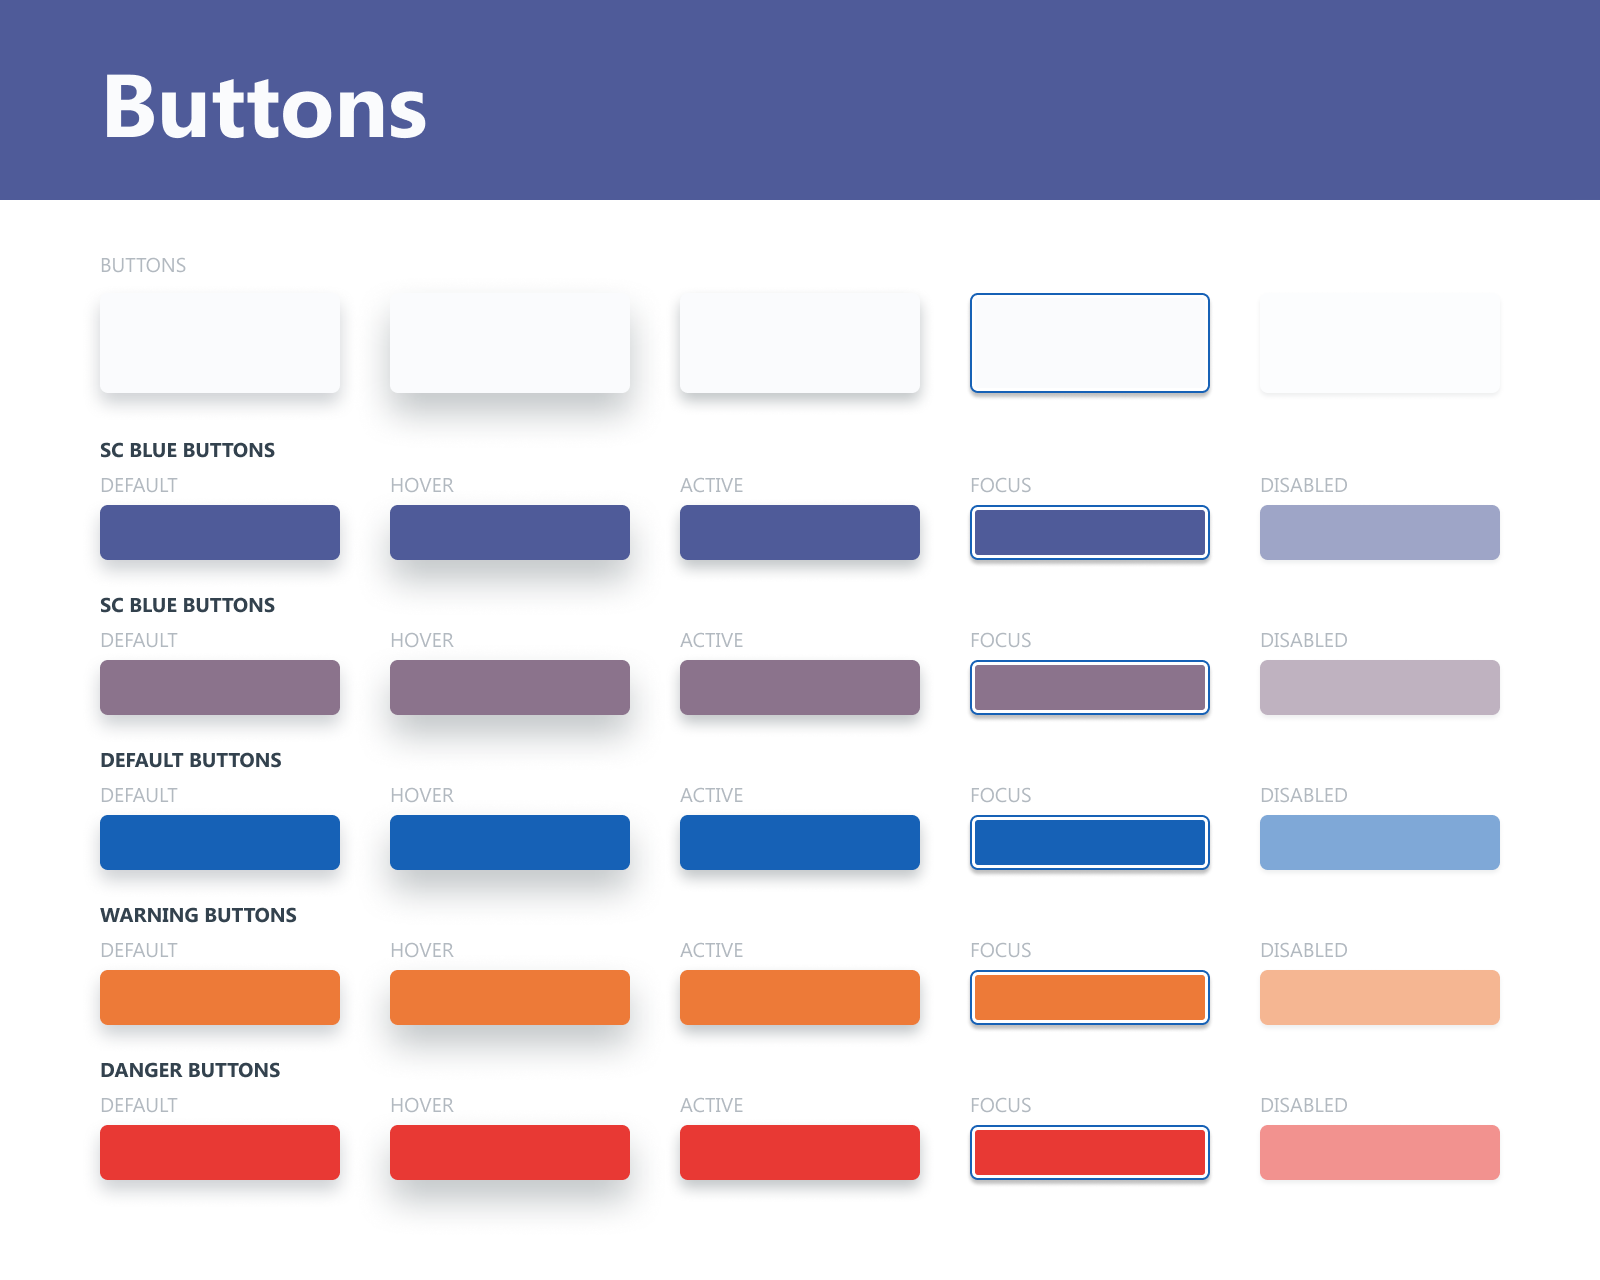 Buttons
BUTTONS
SC BLUE BUTTONS
DEFAULT HOVER ACTIVE FOCUS DISABLED
SC BLUE BUTTONS
DEFAULT HOVER ACTIVE FOCUS DISABLED
DEFAULT BUTTONS
DEFAULT HOVER ACTIVE FOCUS DISABLED
WARNING BUTTONS
DEFAULT HOVER ACTIVE FOCUS DISABLED
DANGER BUTTONS
DEFAULT HOVER ACTIVE FOCUS DISABLED